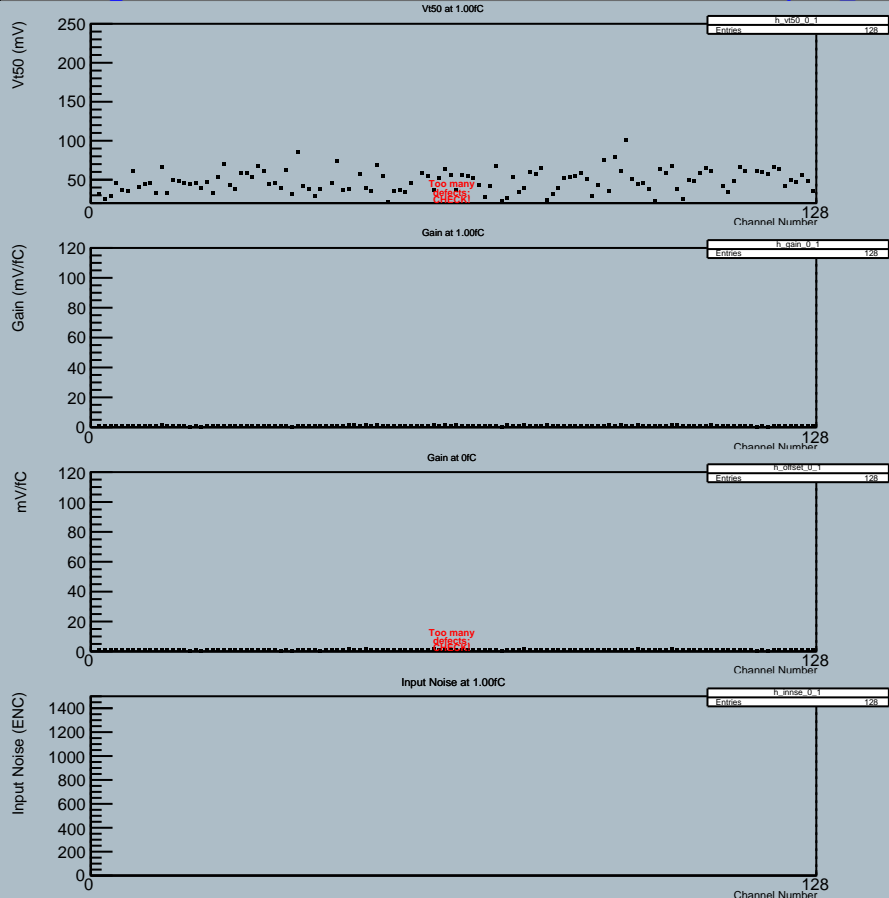 Vt50 at 1.00fC
h_vt50_0_1
Entries 128
Vt50 (mV)
250
200
150
100
50
Too many
defects:
CHECK!
0
128
Channel Number
Gain at 1.00fC
h_gain_0_1
Entries 128
Gain (mV/fC)
120
100
80
60
40
20
0
0
128
Channel Number
Gain at 0fC
h_offset_0_1
Entries 128
mV/fC
120
100
80
60
40
20
Too many
defects:
CHECK!
0
0
128
Channel Number
Input Noise at 1.00fC
h_innse_0_1
Entries 128
Input Noise (ENC)
1400
1200
1000
800
600
400
200
0
0
128
Channel Number